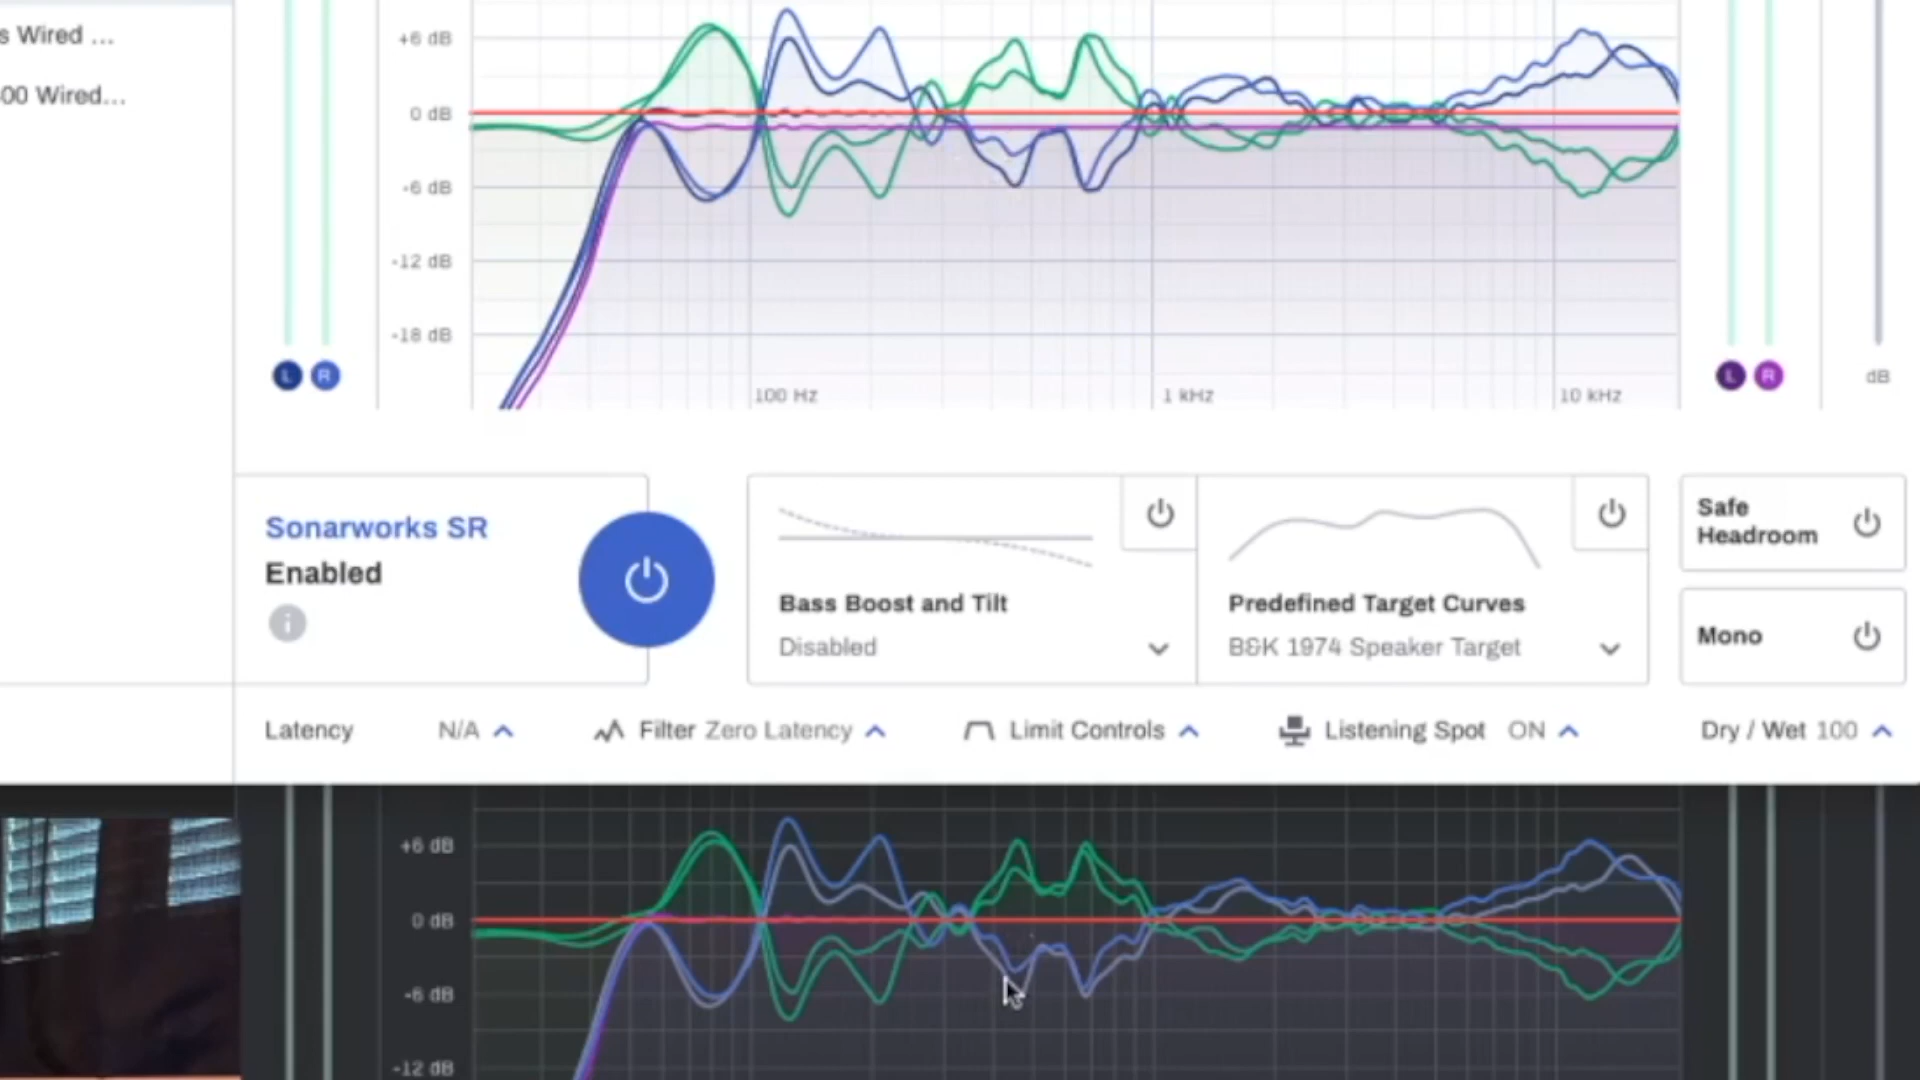 s Wired ...
00 Wired...
+6 dB
0 dB
-6 dB
-12 dB
-18 dB
100 Hz
1 kHz
10 kHz
L R
L R
dB
Sonarworks SR
Enabled
i
Bass Boost and Tilt
Disabled
Predefined Target Curves
B&K 1974 Speaker Target
Safe
Headroom
Mono
Latency N/A
Filter Zero Latency
Limit Controls
Listening Spot ON
Dry / Wet 100
+6 dB
0 dB
-6 dB
-12 dB